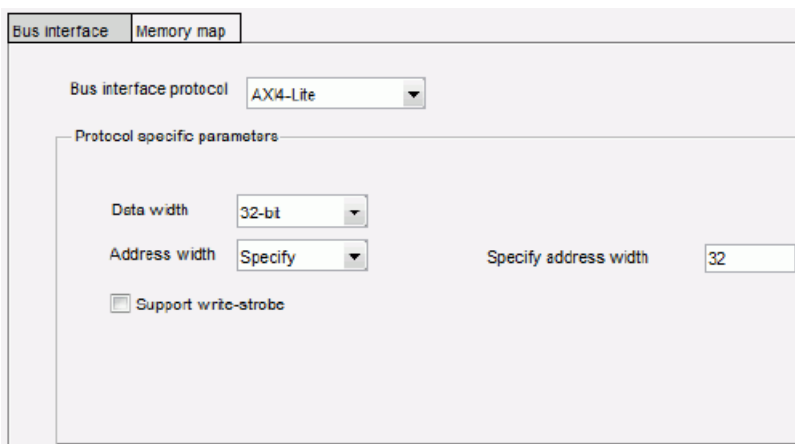 Bus interface Memory map
Bus interface protocol AXI4-Lite
Protocol specific parameters
Data width 32-bit
Address width Specify Specify address width 32
Support write-strobe